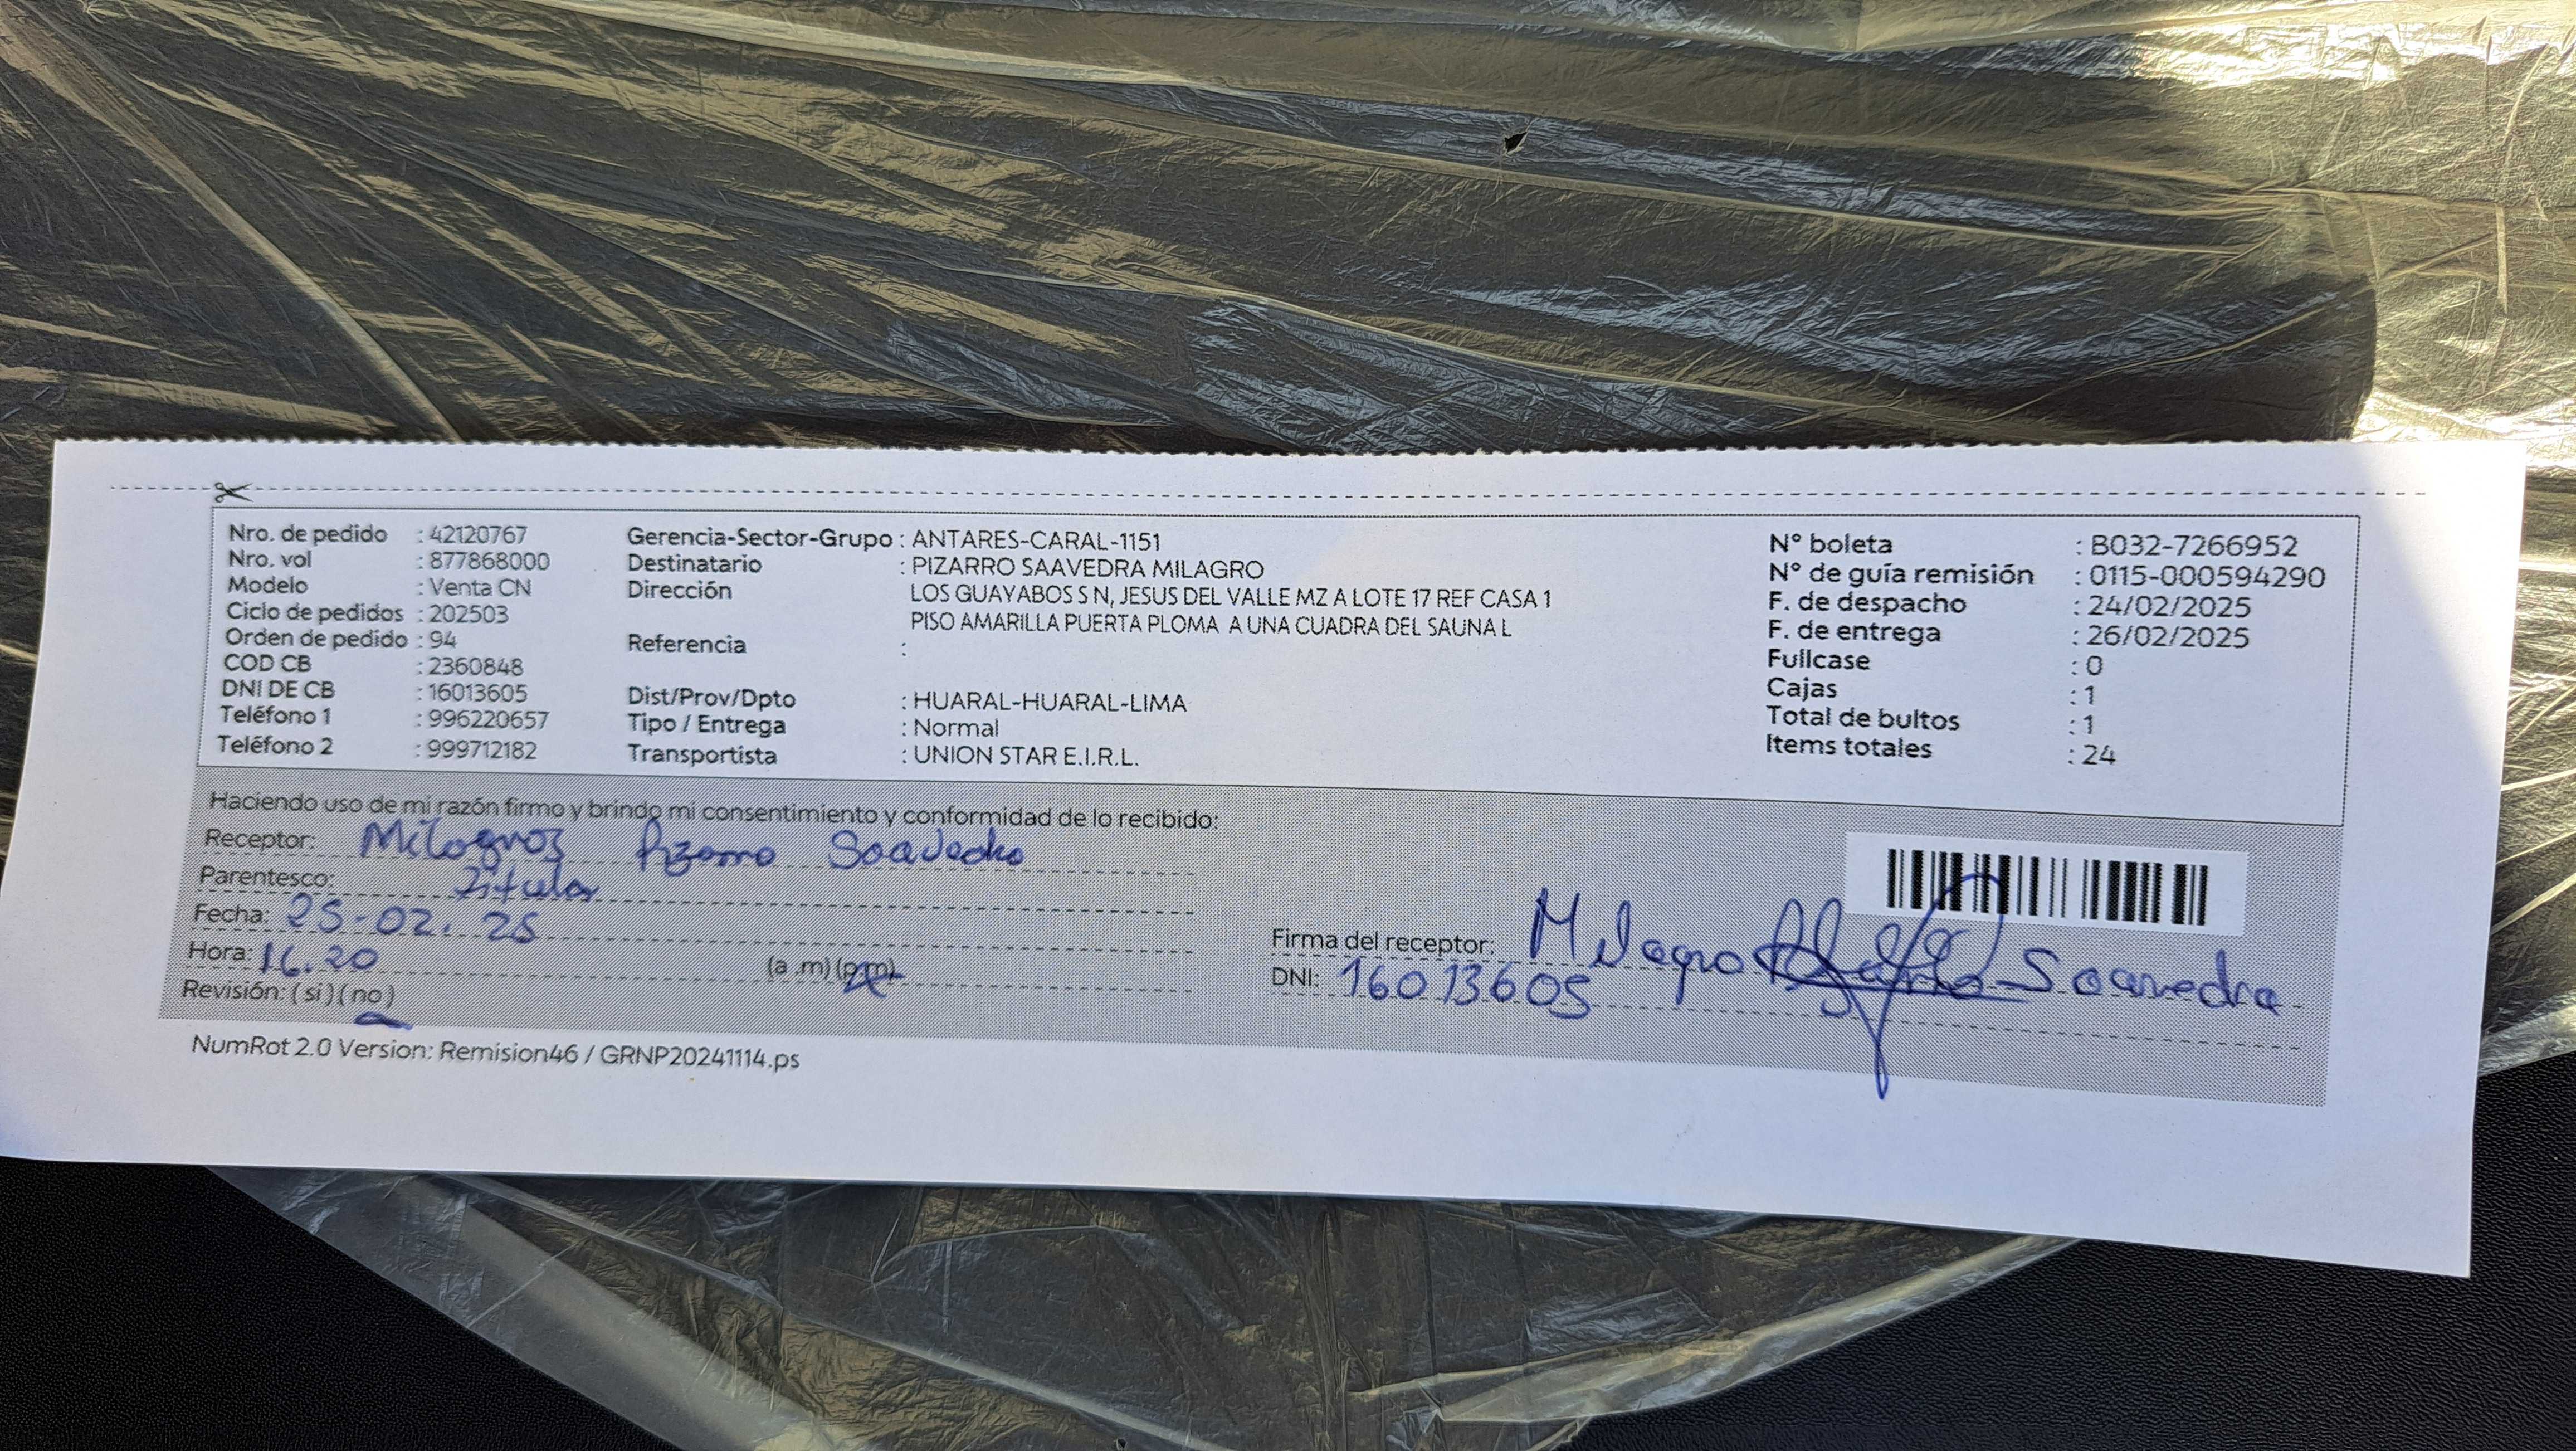 Nro. de pedido : 42120767
Nro. vol : 877868000
Modelo : Venta CN
Ciclo de pedidos : 202503
Orden de pedido : 94
COD CB : 2360848
DNI DE CB : 16013605
Teléfono 1 : 996220657
Teléfono 2 : 999712182
Gerencia-Sector-Grupo : ANTARES-CARAL-1151
Destinatario : PIZARRO SAAVEDRA MILAGRO
Dirección LOS GUAYABOS S N, JESUS DEL VALLE MZ A LOTE 17 REF CASA 1
PISO AMARILLA PUERTA PLOMA A UNA CUADRA DEL SAUNA L
Referencia :
Dist/Prov/Dpto : HUARAL-HUARAL-LIMA
Tipo / Entrega : Normal
Transportista : UNION STAR E.I.R.L.
N° boleta : B032-7266952
N° de guía remisión : 0115-000594290
F. de despacho : 24/02/2025
F. de entrega : 26/02/2025
Fullcase : 0
Cajas : 1
Total de bultos : 1
Items totales : 24
Haciendo uso de mi razón firmo y brindo mi consentimiento y conformidad de lo recibido:
Receptor: Milagros Pizarro Saavedra
Parentesco: Titular
Fecha: 25-02. 25
Hora: 16.20 (a .m) (p.m)
Revisión: ( si ) ( no )
Firma del receptor: Milagro Saavedra
DNI: 16013605
NumRot 2.0 Version: Remision46 / GRNP20241114.ps